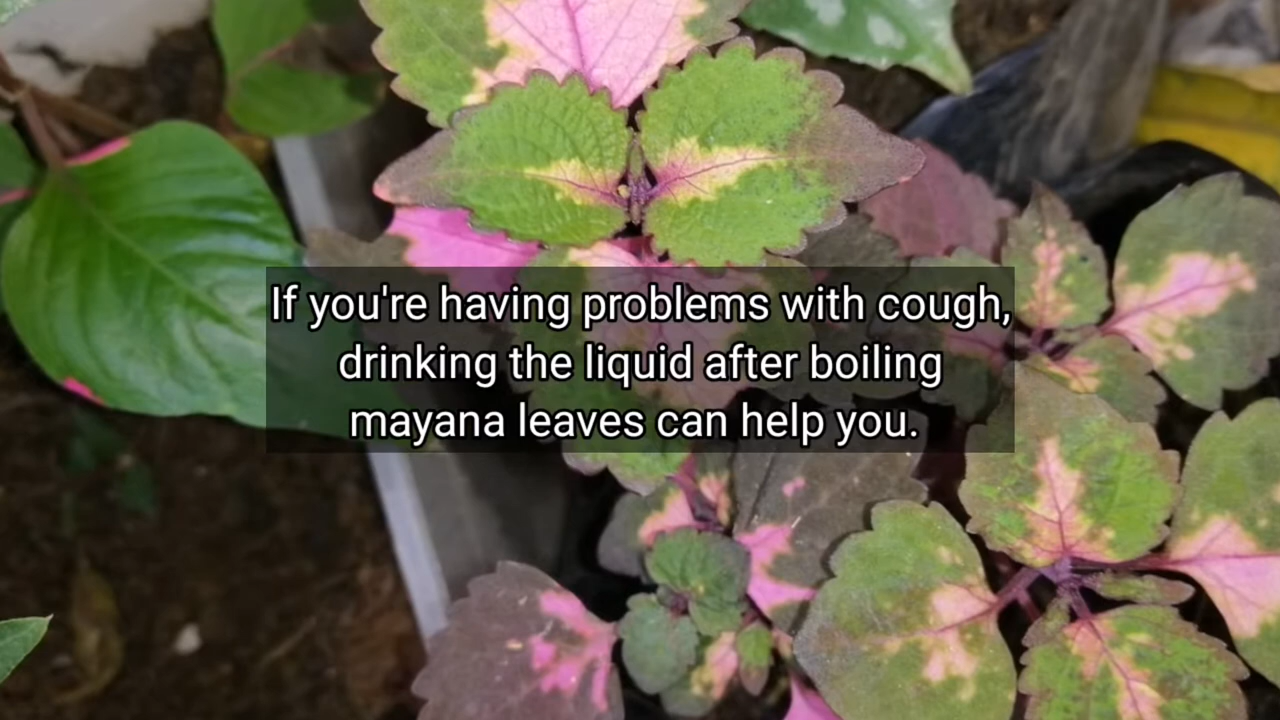 If you're having problems with cough,
drinking the liquid after boiling
mayana leaves can help you.